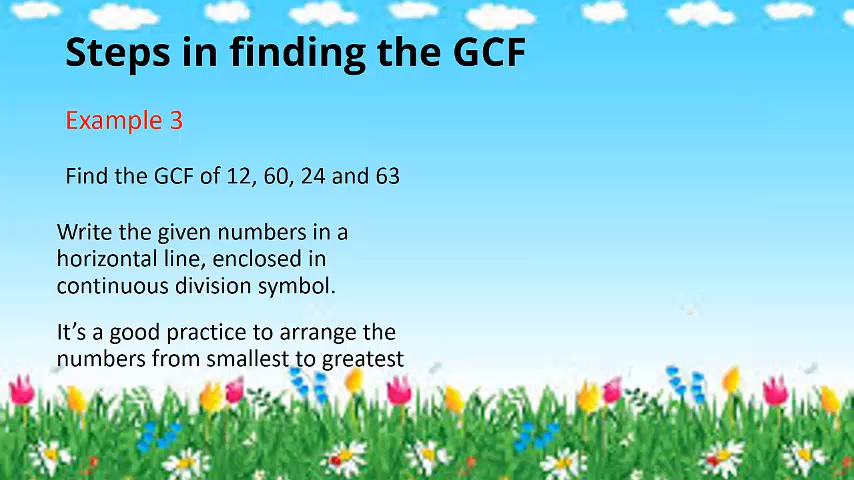 Steps in finding the GCF
Example 3
Find the GCF of 12, 60, 24 and 63
Write the given numbers in a
horizontal line, enclosed in
continuous division symbol.
It’s a good practice to arrange the
numbers from smallest to greatest